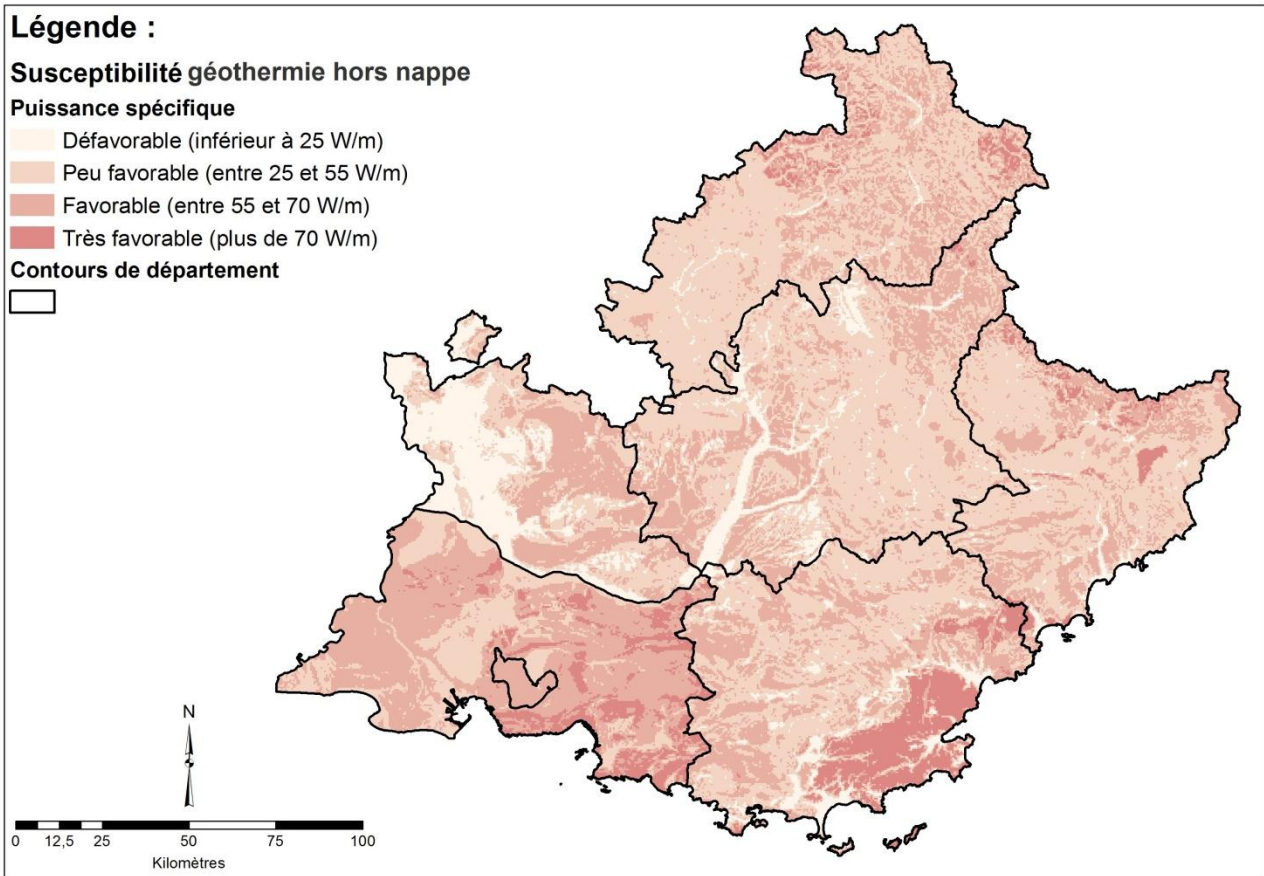 Légende :
Susceptibilité géothermie hors nappe
Puissance spécifique
Défavorable (inférieur à 25 W/m)
Peu favorable (entre 25 et 55 W/m)
Favorable (entre 55 et 70 W/m)
Très favorable (plus de 70 W/m)
Contours de département
N
0 12,5 25 50 75 100
Kilomètres